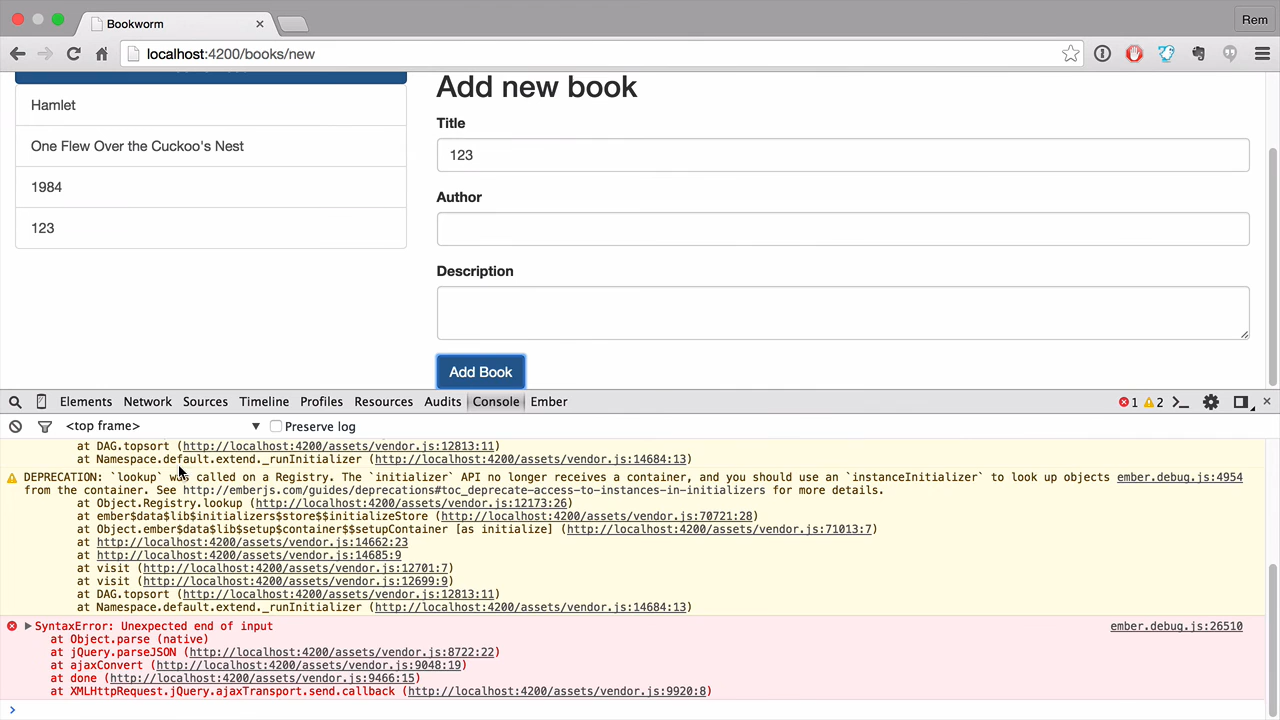 Bookworm
Rem
localhost:4200/books/new
Hamlet
One Flew Over the Cuckoo's Nest
1984
123
Add new book
Title
123
Author
Description
Add Book
Elements Network Sources Timeline Profiles Resources Audits Console Ember
1 2
<top frame> Preserve log
at DAG.topsort (http://localhost:4200/assets/vendor.js:12813:11)
at Namespace.default.extend._runInitializer (http://localhost:4200/assets/vendor.js:14684:13)
DEPRECATION: `lookup` was called on a Registry. The `initializer` API no longer receives a container, and you should use an `instanceInitializer` to look up objects ember.debug.js:4954
from the container. See http://emberjs.com/guides/deprecations#toc_deprecate-access-to-instances-in-initializers for more details.
at Object.Registry.lookup (http://localhost:4200/assets/vendor.js:12173:26)
at ember$data$lib$initializers$store$$initializeStore (http://localhost:4200/assets/vendor.js:70721:28)
at Object.ember$data$lib$setup$container$$setupContainer [as initialize] (http://localhost:4200/assets/vendor.js:71013:7)
at http://localhost:4200/assets/vendor.js:14662:23
at http://localhost:4200/assets/vendor.js:14685:9
at visit (http://localhost:4200/assets/vendor.js:12701:7)
at visit (http://localhost:4200/assets/vendor.js:12699:9)
at DAG.topsort (http://localhost:4200/assets/vendor.js:12813:11)
at Namespace.default.extend._runInitializer (http://localhost:4200/assets/vendor.js:14684:13)
SyntaxError: Unexpected end of input ember.debug.js:26510
at Object.parse (native)
at jQuery.parseJSON (http://localhost:4200/assets/vendor.js:8722:22)
at ajaxConvert (http://localhost:4200/assets/vendor.js:9048:19)
at done (http://localhost:4200/assets/vendor.js:9466:15)
at XMLHttpRequest.jQuery.ajaxTransport.send.callback (http://localhost:4200/assets/vendor.js:9920:8)